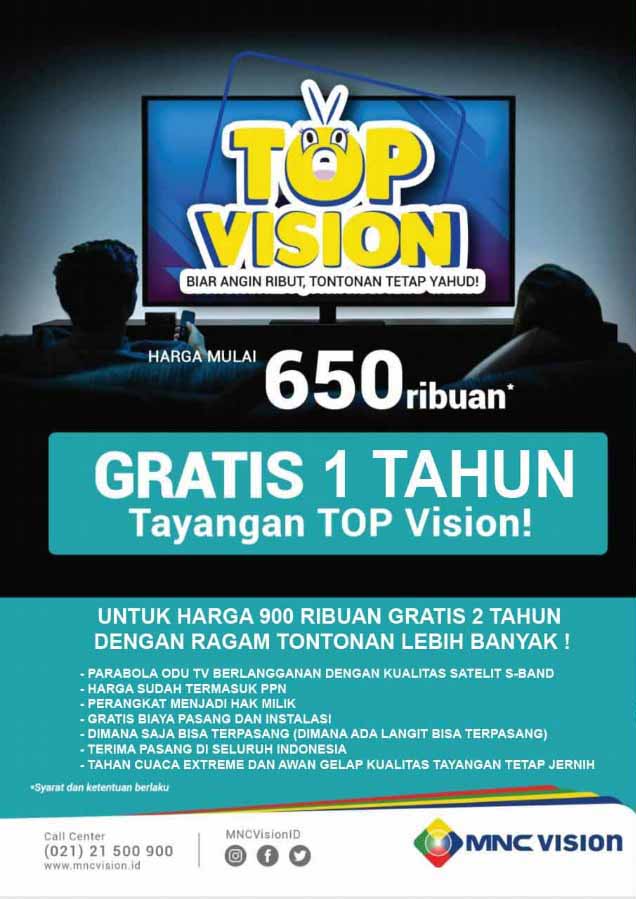 TOP
VISION
BIAR ANGIN RIBUT, TONTONAN TETAP YAHUD!
HARGA MULAI 650 ribuan*
GRATIS 1 TAHUN
Tayangan TOP Vision!
UNTUK HARGA 900 RIBUAN GRATIS 2 TAHUN
DENGAN RAGAM TONTONAN LEBIH BANYAK !
- PARABOLA ODU TV BERLANGGANAN DENGAN KUALITAS SATELIT S-BAND
- HARGA SUDAH TERMASUK PPN
- PERANGKAT MENJADI HAK MILIK
- GRATIS BIAYA PASANG DAN INSTALASI
- DIMANA SAJA BISA TERPASANG (DIMANA ADA LANGIT BISA TERPASANG)
- TERIMA PASANG DI SELURUH INDONESIA
- TAHAN CUACA EXTREME DAN AWAN GELAP KUALITAS TAYANGAN TETAP JERNIH
*Syarat dan ketentuan berlaku
Call Center
(021) 21 500 900
www.mncvision.id
MNCVisionID
MNC VISION